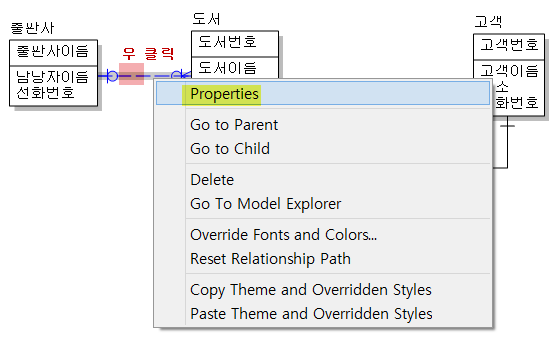 출판사
출판사이름
담당자이름
전화번호
우 클릭
도서
도서번호
도서이름
고객
고객번호
고객이름
소
화번호
Properties
Go to Parent
Go to Child
Delete
Go To Model Explorer
Override Fonts and Colors...
Reset Relationship Path
Copy Theme and Overridden Styles
Paste Theme and Overridden Styles